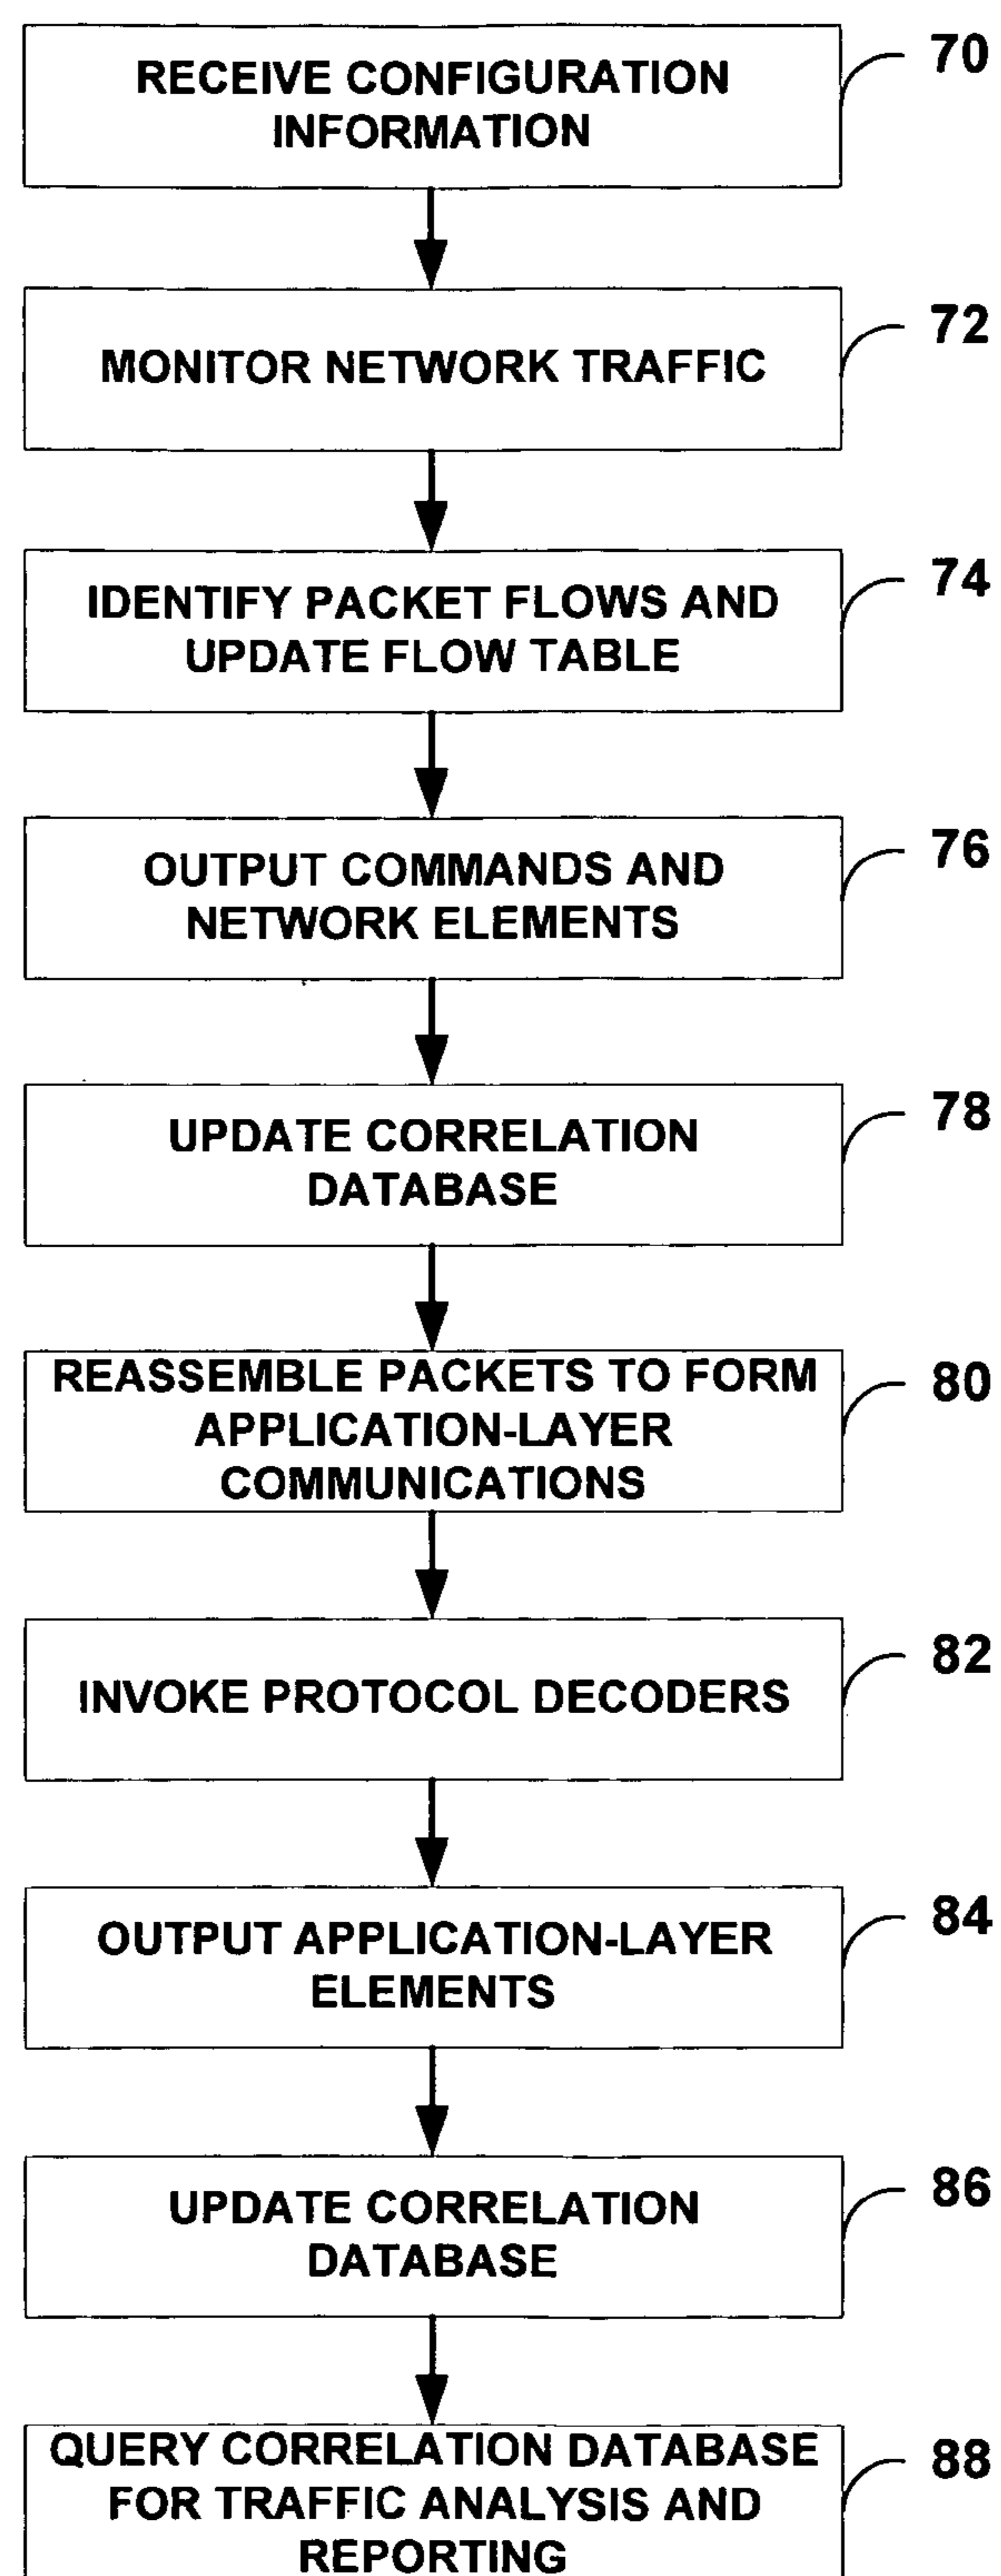 RECEIVE CONFIGURATION
INFORMATION
70
MONITOR NETWORK TRAFFIC
72
IDENTIFY PACKET FLOWS AND
UPDATE FLOW TABLE
74
OUTPUT COMMANDS AND
NETWORK ELEMENTS
76
UPDATE CORRELATION
DATABASE
78
REASSEMBLE PACKETS TO FORM
APPLICATION-LAYER
COMMUNICATIONS
80
INVOKE PROTOCOL DECODERS
82
OUTPUT APPLICATION-LAYER
ELEMENTS
84
UPDATE CORRELATION
DATABASE
86
QUERY CORRELATION DATABASE
FOR TRAFFIC ANALYSIS AND
REPORTING
88